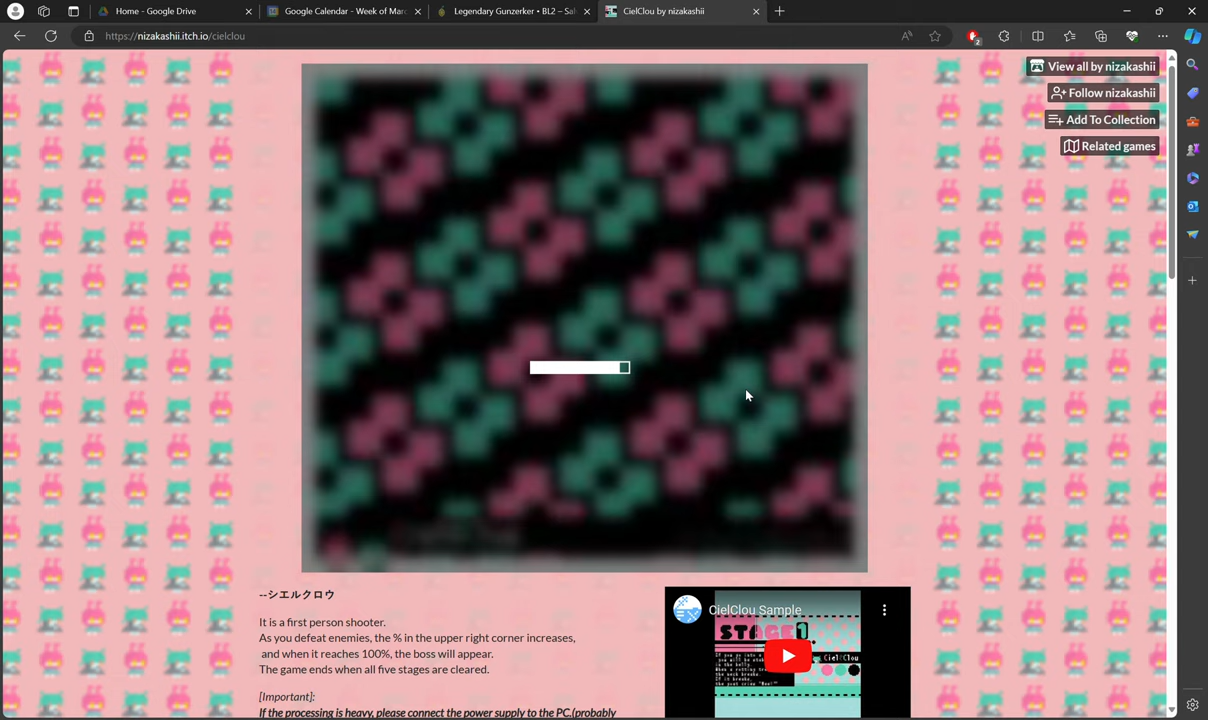 Home - Google Drive
Google Calendar - Week of Mar
Legendary Gunzerker • BL2 – Sal
CielClou by nizakashii
https://nizakashii.itch.io/cielclou
2
View all by nizakashii
Follow nizakashii
Add To Collection
Related games
--シエルクロウ
It is a first person shooter.
As you defeat enemies, the % in the upper right corner increases,
and when it reaches 100%, the boss will appear.
The game ends when all five stages are cleared.
[Important]:
If the processing is heavy, please connect the power supply to the PC.(probably
CielClou Sample
STAGE1
CielClou